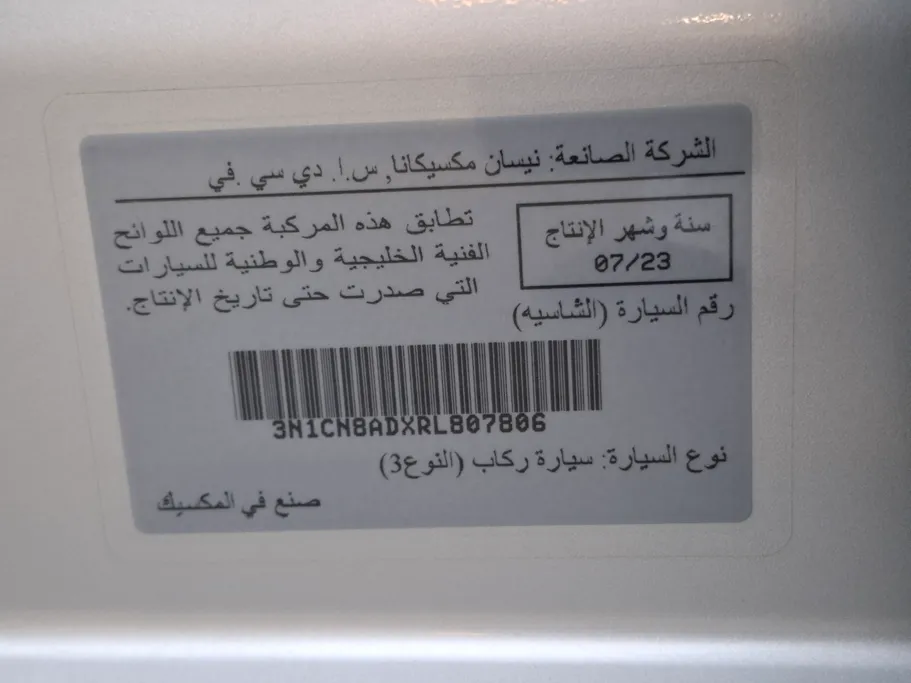 الشركة الصانعة: نيسان مكسيكانا, س.ا. دي سي .في
سنة وشهر الإنتاج
07/23
تطابق هذه المركبة جميع اللوائح
الفنية الخليجية والوطنية للسيارات
التي صدرت حتى تاريخ الإنتاج.
رقم السيارة (الشاسيه)
3N1CN8ADXRL807806
نوع السيارة: سيارة ركاب (النوع3)
صنع في المكسيك